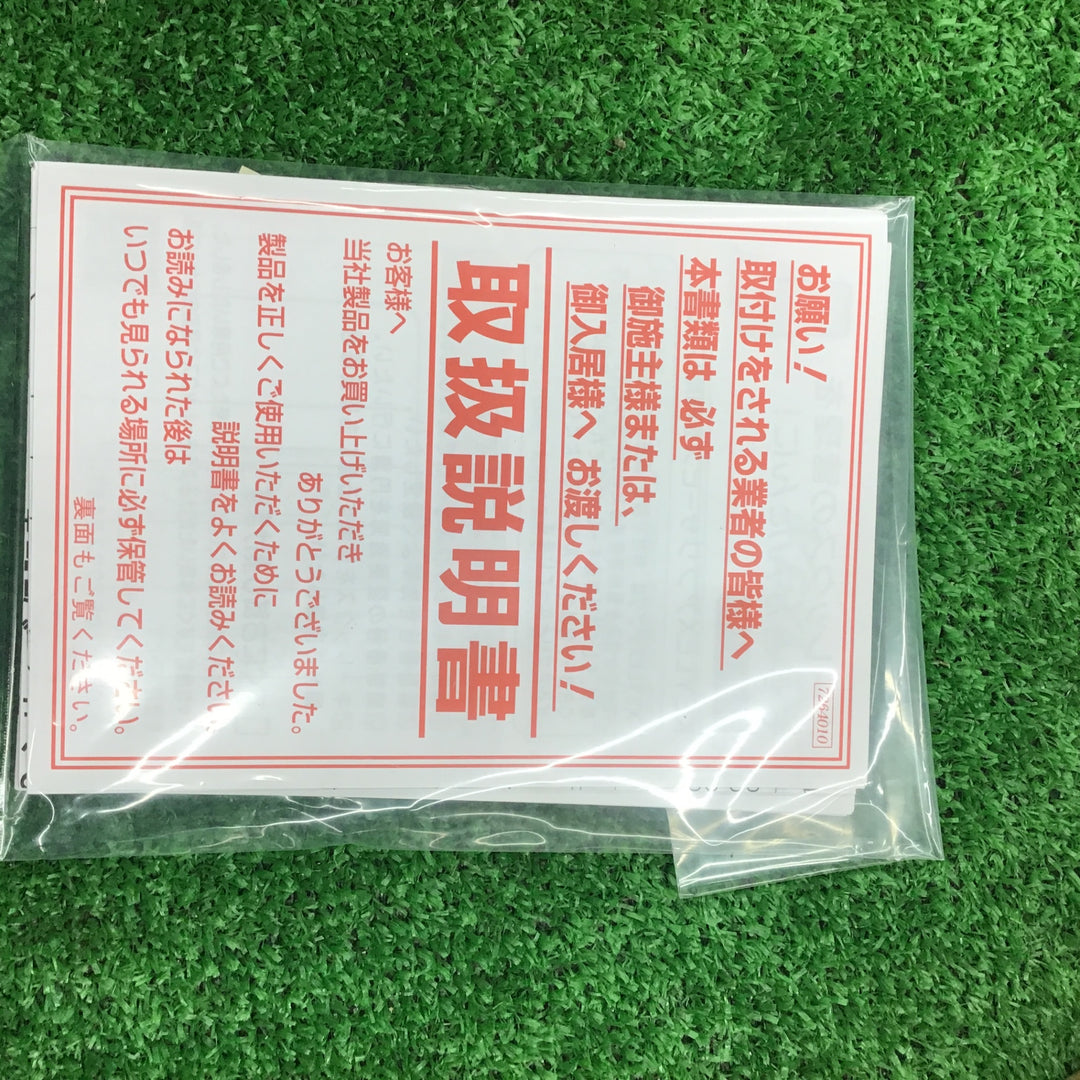 お願い!
取付けをされる業者の皆様へ
本書類は 必ず
御施主様または、
御入居様へ お渡しください!
取扱説明書
お客様へ
当社製品をお買い上げいただき
ありがとうございました。
製品を正しくご使用いただくために
説明書をよくお読みください。
お読みになられた後は
いつでも見られる場所に必ず保管してください。
裏面もご覧ください。
7264010